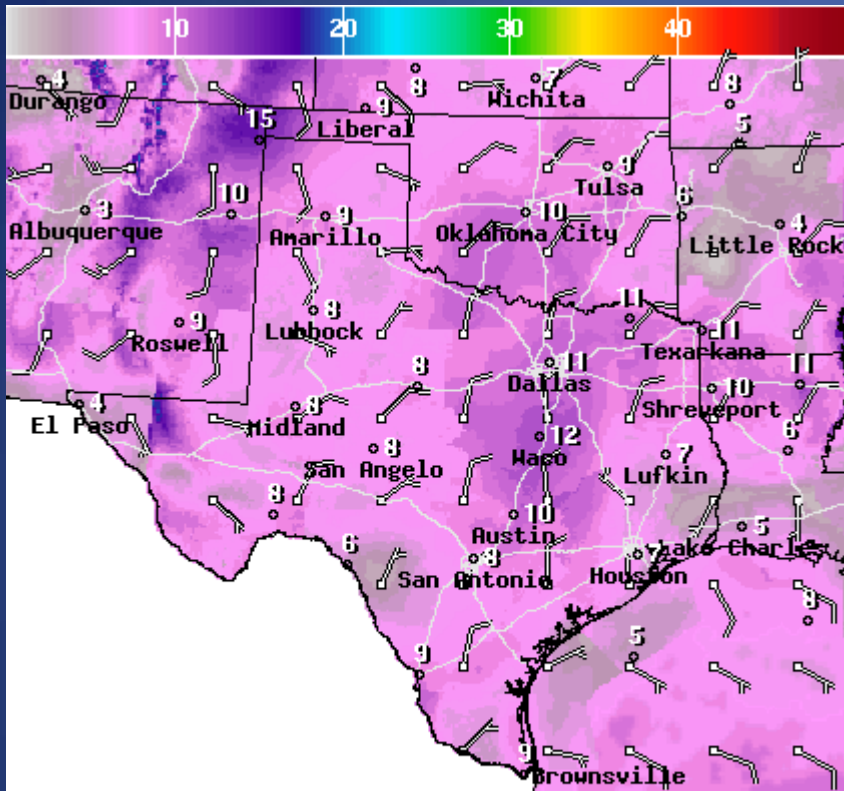 10 20 30 40
4 8 7 8
Durango Wichita
9
Liberal
15 5
9
Tulsa
3 10 9 10 6 4
Albuquerque Amarillo Oklahoma City Little Rock
9 8 11
Roswell Lubbock Texarkana 11
8 11 10 11
Dallas
4 8 Shreveport
El Paso Midland 12
8 Waco 7 6
San Angelo Lufkin
8 10 5
Austin Lake Charles
6 8 7
San Antonio Houston
8
9 5
9
Brownsville